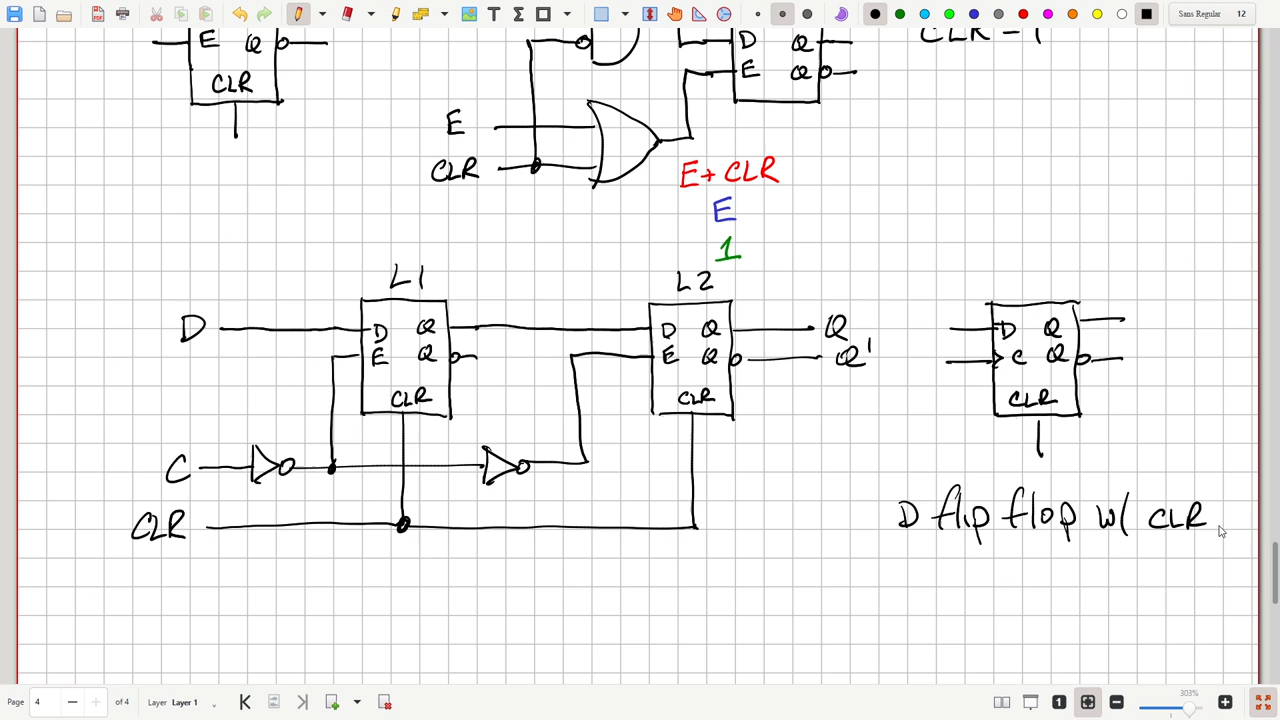 Sans Regular 12
E Q
CLR
D Q
E Q
CLR = 1
E
CLR
E + CLR
E
1
L1 L2
D D Q D Q Q D Q
E Q E Q Q' C Q
CLR CLR CLR
C
CLR
D flip flop w/ CLR
Page 4 of 4 Layer Layer 1 303%